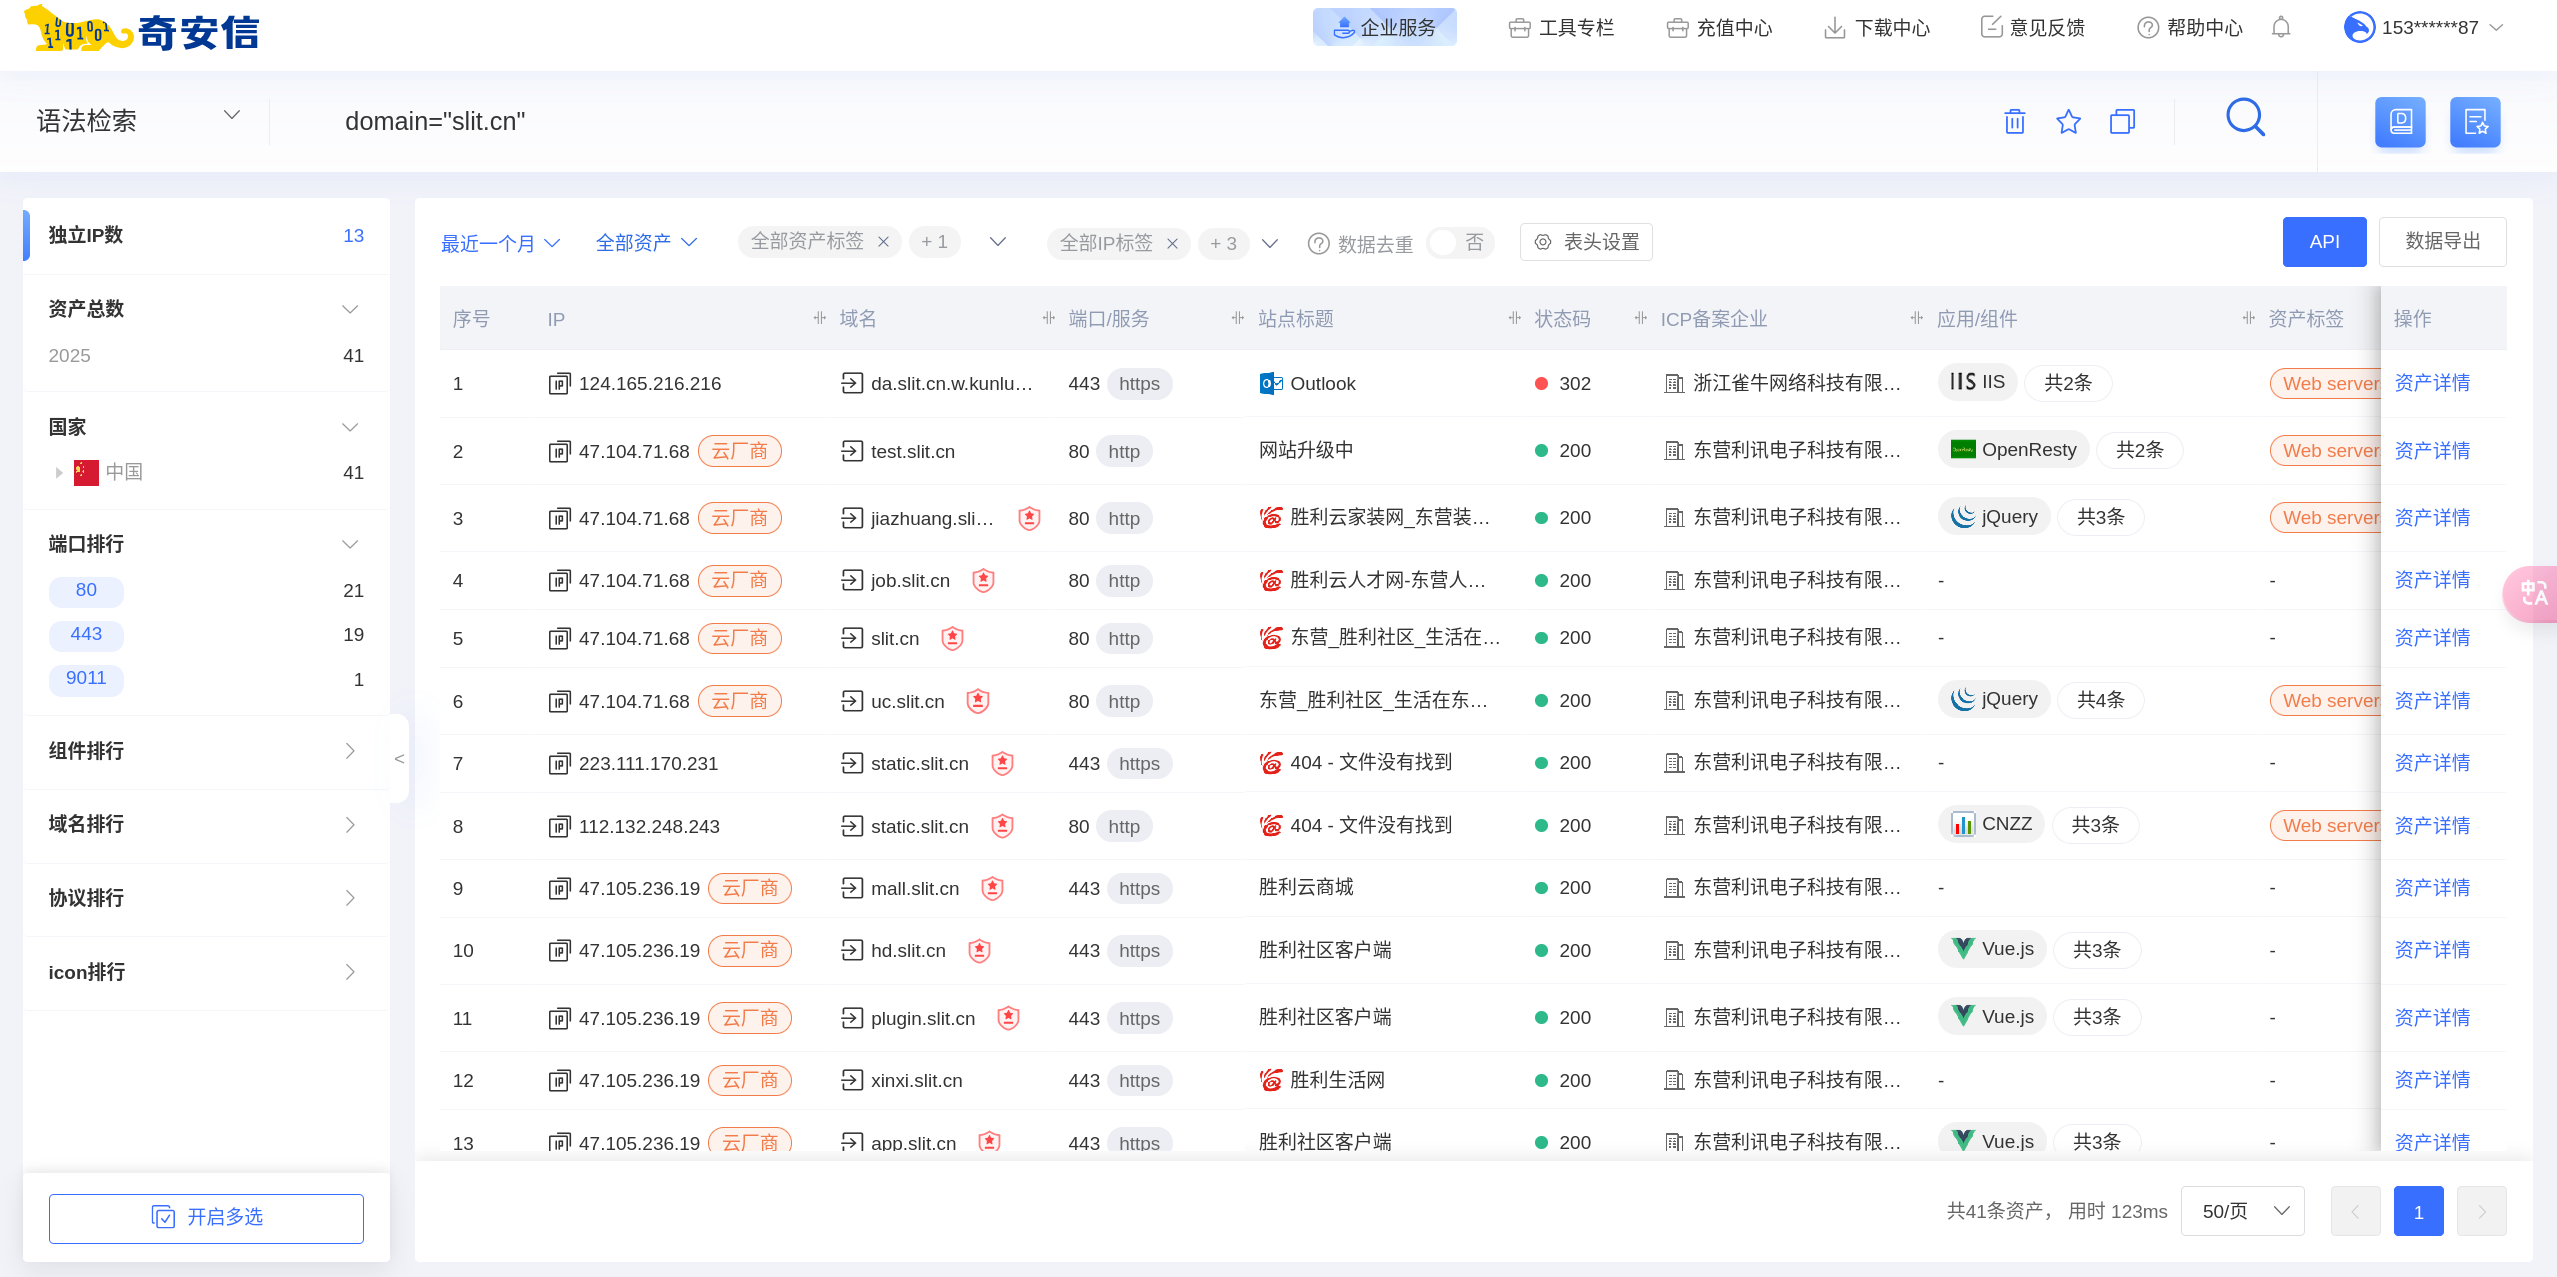 奇安信 企业服务 工具专栏 充值中心 下载中心 意见反馈 帮助中心 153******87
语法检索 domain="slit.cn"
独立IP数 13
资产总数
2025 41
国家
中国 41
端口排行
80 21
443 19
9011 1
组件排行
域名排行
协议排行
icon排行
<
开启多选
最近一个月 全部资产 全部资产标签 × + 1 全部IP标签 × + 3 数据去重 否 表头设置 API 数据导出
序号 IP 域名 端口/服务 站点标题 状态码 ICP备案企业 应用/组件 资产标签 操作
1 124.165.216.216 da.slit.cn.w.kunlu… 443 https Outlook 302 浙江雀牛网络科技有限… IIS 共2条 Web server 资产详情
2 47.104.71.68 云厂商 test.slit.cn 80 http 网站升级中 200 东营利讯电子科技有限… OpenResty 共2条 Web server 资产详情
3 47.104.71.68 云厂商 jiazhuang.sli… 80 http 胜利云家装网_东营装… 200 东营利讯电子科技有限… jQuery 共3条 Web server 资产详情
4 47.104.71.68 云厂商 job.slit.cn 80 http 胜利云人才网-东营人… 200 东营利讯电子科技有限… - - 资产详情
5 47.104.71.68 云厂商 slit.cn 80 http 东营_胜利社区_生活在… 200 东营利讯电子科技有限… - - 资产详情
6 47.104.71.68 云厂商 uc.slit.cn 80 http 东营_胜利社区_生活在东… 200 东营利讯电子科技有限… jQuery 共4条 Web server 资产详情
7 223.111.170.231 static.slit.cn 443 https 404 - 文件没有找到 200 东营利讯电子科技有限… - - 资产详情
8 112.132.248.243 static.slit.cn 80 http 404 - 文件没有找到 200 东营利讯电子科技有限… CNZZ 共3条 Web server 资产详情
9 47.105.236.19 云厂商 mall.slit.cn 443 https 胜利云商城 200 东营利讯电子科技有限… - - 资产详情
10 47.105.236.19 云厂商 hd.slit.cn 443 https 胜利社区客户端 200 东营利讯电子科技有限… Vue.js 共3条 - 资产详情
11 47.105.236.19 云厂商 plugin.slit.cn 443 https 胜利社区客户端 200 东营利讯电子科技有限… Vue.js 共3条 - 资产详情
12 47.105.236.19 云厂商 xinxi.slit.cn 443 https 胜利生活网 200 东营利讯电子科技有限… - - 资产详情
13 47.105.236.19 云厂商 app.slit.cn 443 https 胜利社区客户端 200 东营利讯电子科技有限… Vue.js 共3条 - 资产详情
共41条资产， 用时 123ms 50/页 1